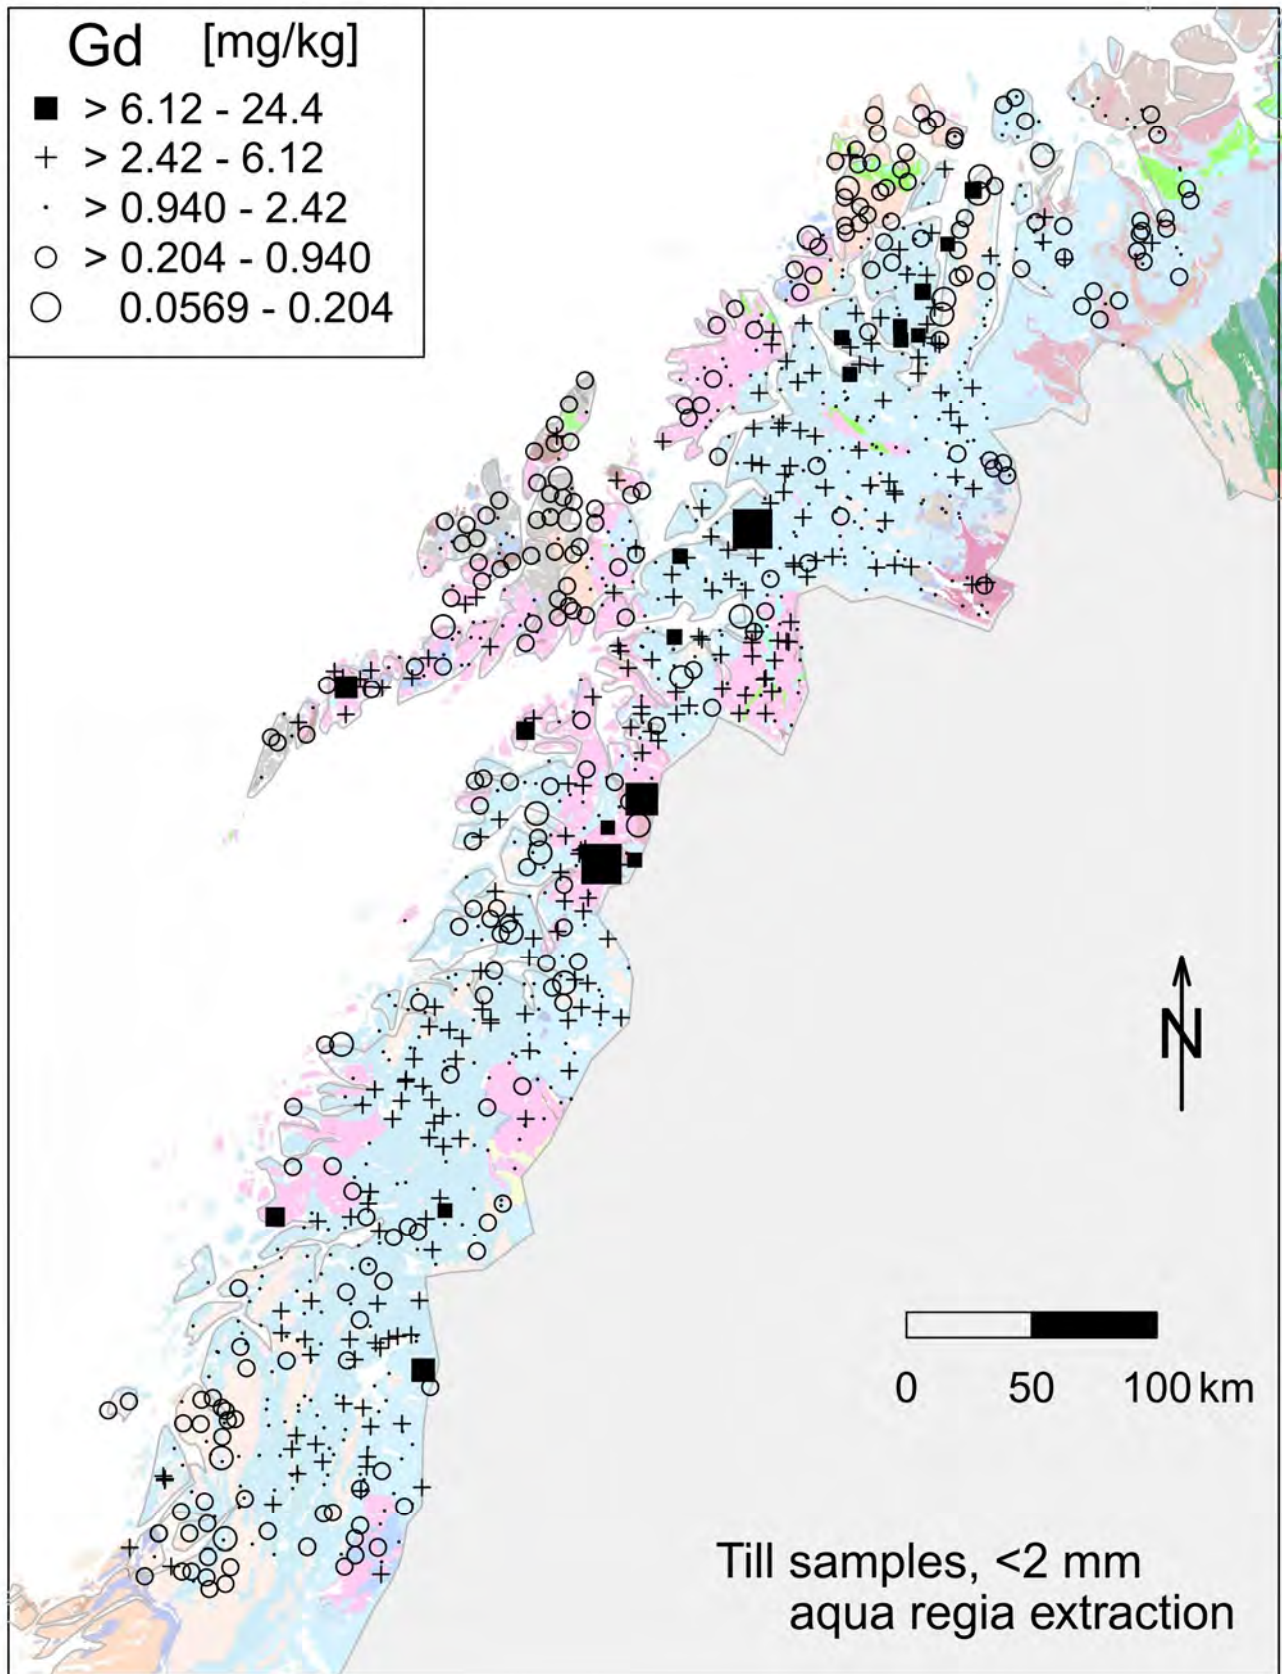 Gd [mg/kg]
> 6.12 - 24.4
> 2.42 - 6.12
> 0.940 - 2.42
> 0.204 - 0.940
0.0569 - 0.204
N
0 50 100 km
Till samples, <2 mm
aqua regia extraction